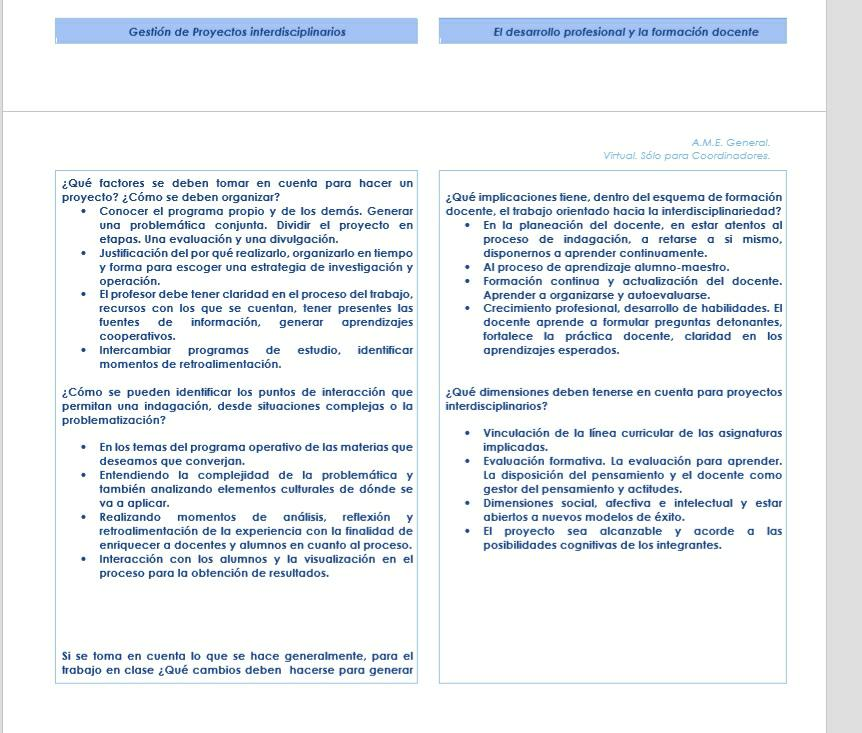 Gestión de Proyectos interdisciplinarios
El desarrollo profesional y la formación docente
A.M.E. General.
Virtual. Sólo para Coordinadores.
¿Qué factores se deben tomar en cuenta para hacer un
proyecto? ¿Cómo se deben organizar?
• Conocer el programa propio y de los demás. Generar
una problemática conjunta. Dividir el proyecto en
etapas. Una evaluación y una divulgación.
• Justificación del por qué realizarlo, organizarlo en tiempo
y forma para escoger una estrategia de investigación y
operación.
• El profesor debe tener claridad en el proceso del trabajo,
recursos con los que se cuentan, tener presentes las
fuentes de información, generar aprendizajes
cooperativos.
• Intercambiar programas de estudio, identificar
momentos de retroalimentación.
¿Cómo se pueden identificar los puntos de interacción que
permitan una indagación, desde situaciones complejas o la
problematización?
• En los temas del programa operativo de las materias que
deseamos que converjan.
• Entendiendo la complejidad de la problemática y
también analizando elementos culturales de dónde se
va a aplicar.
• Realizando momentos de análisis, reflexión y
retroalimentación de la experiencia con la finalidad de
enriquecer a docentes y alumnos en cuanto al proceso.
• Interacción con los alumnos y la visualización en el
proceso para la obtención de resultados.
Si se toma en cuenta lo que se hace generalmente, para el
trabajo en clase ¿Qué cambios deben hacerse para generar
¿Qué implicaciones tiene, dentro del esquema de formación
docente, el trabajo orientado hacia la interdisciplinariedad?
• En la planeación del docente, en estar atentos al
proceso de indagación, a retarse a si mismo,
disponernos a aprender continuamente.
• Al proceso de aprendizaje alumno-maestro.
• Formación continua y actualización del docente.
Aprender a organizarse y autoevaluarse.
• Crecimiento profesional, desarrollo de habilidades. El
docente aprende a formular preguntas detonantes,
fortalece la práctica docente, claridad en los
aprendizajes esperados.
¿Qué dimensiones deben tenerse en cuenta para proyectos
interdisciplinarios?
• Vinculación de la línea curricular de las asignaturas
implicadas.
• Evaluación formativa. La evaluación para aprender.
La disposición del pensamiento y el docente como
gestor del pensamiento y actitudes.
• Dimensiones social, afectiva e intelectual y estar
abiertos a nuevos modelos de éxito.
• El proyecto sea alcanzable y acorde a las
posibilidades cognitivas de los integrantes.